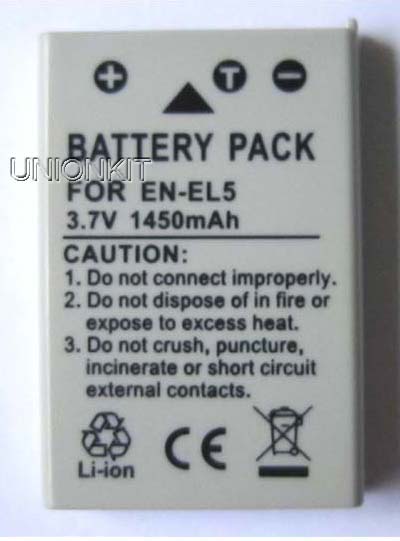 + T −
BATTERY PACK
UNIONKIT
FOR EN-EL5
3.7V 1450mAh
CAUTION:
1. Do not connect improperly.
2. Do not dispose of in fire or
expose to excess heat.
3. Do not crush, puncture,
incinerate or short circuit
external contacts.
CE
Li-ion